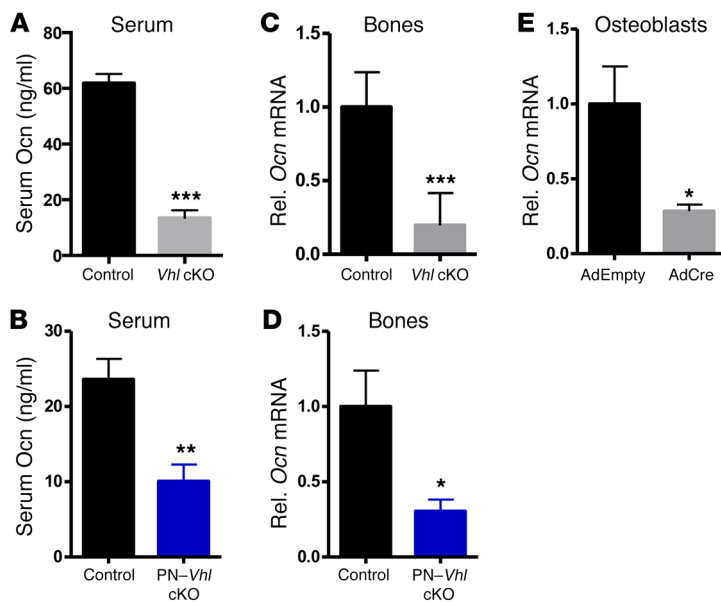 A Serum
Serum Ocn (ng/ml)
80
60
40
20
0
***
Control
Vhl cKO
C Bones
Rel. Ocn mRNA
1.5
1.0
0.5
0.0
***
Control
Vhl cKO
E Osteoblasts
Rel. Ocn mRNA
1.5
1.0
0.5
0.0
*
AdEmpty
AdCre
B Serum
Serum Ocn (ng/ml)
30
20
10
0
**
Control
PN–Vhl
cKO
D Bones
Rel. Ocn mRNA
1.5
1.0
0.5
0.0
*
Control
PN–Vhl
cKO